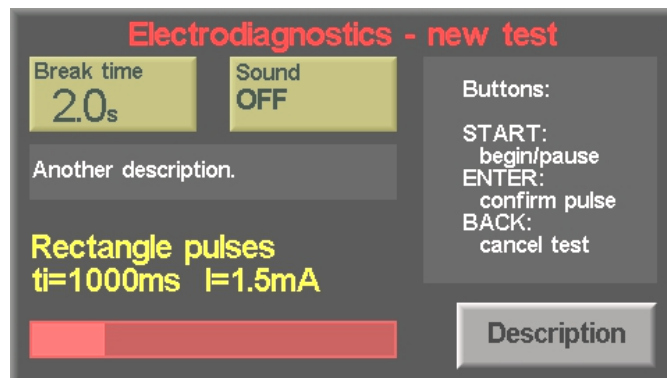 Electrodiagnostics - new test
Break time
2.0s
Sound
OFF
Another description.
Rectangle pulses
ti=1000ms I=1.5mA
Buttons:
START:
begin/pause
ENTER:
confirm pulse
BACK:
cancel test
Description